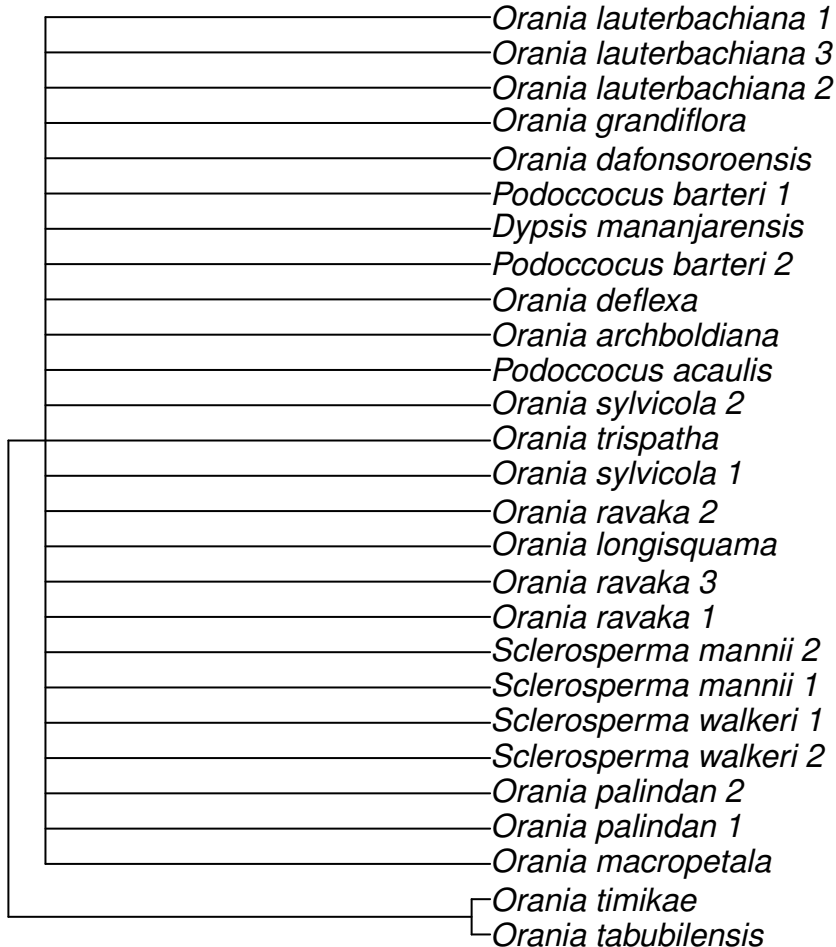 Orania lauterbachiana 1
Orania lauterbachiana 3
Orania lauterbachiana 2
Orania grandiflora
Orania dafonsoroensis
Podoccocus barteri 1
Dypsis mananjarensis
Podoccocus barteri 2
Orania deflexa
Orania archboldiana
Podoccocus acaulis
Orania sylvicola 2
Orania trispatha
Orania sylvicola 1
Orania ravaka 2
Orania longisquama
Orania ravaka 3
Orania ravaka 1
Sclerosperma mannii 2
Sclerosperma mannii 1
Sclerosperma walkeri 1
Sclerosperma walkeri 2
Orania palindan 2
Orania palindan 1
Orania macropetala
Orania timikae
Orania tabubilensis